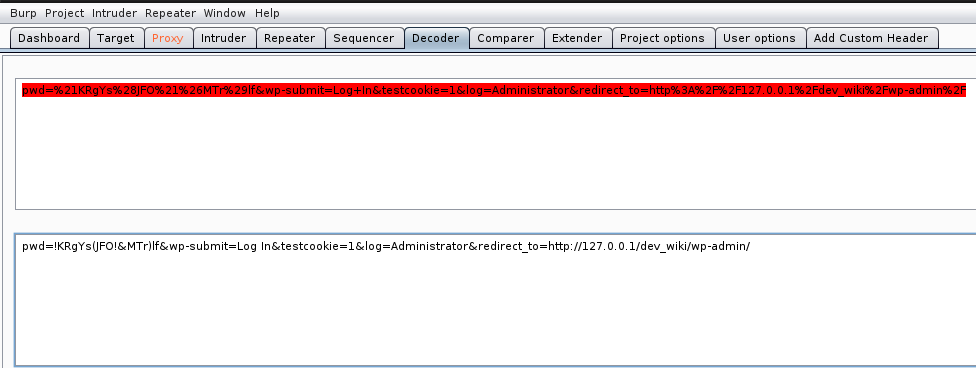 Burp Project Intruder Repeater Window Help
Dashboard Target Proxy Intruder Repeater Sequencer Decoder Comparer Extender Project options User options Add Custom Header
pwd=%21KRgYs%28JFO%21%26MTr%29lf&wp-submit=Log+In&testcookie=1&log=Administrator&redirect_to=http%3A%2F%2F127.0.0.1%2Fdev_wiki%2Fwp-admin%2F
pwd=!KRgYs(JFO!&MTr)lf&wp-submit=Log In&testcookie=1&log=Administrator&redirect_to=http://127.0.0.1/dev_wiki/wp-admin/